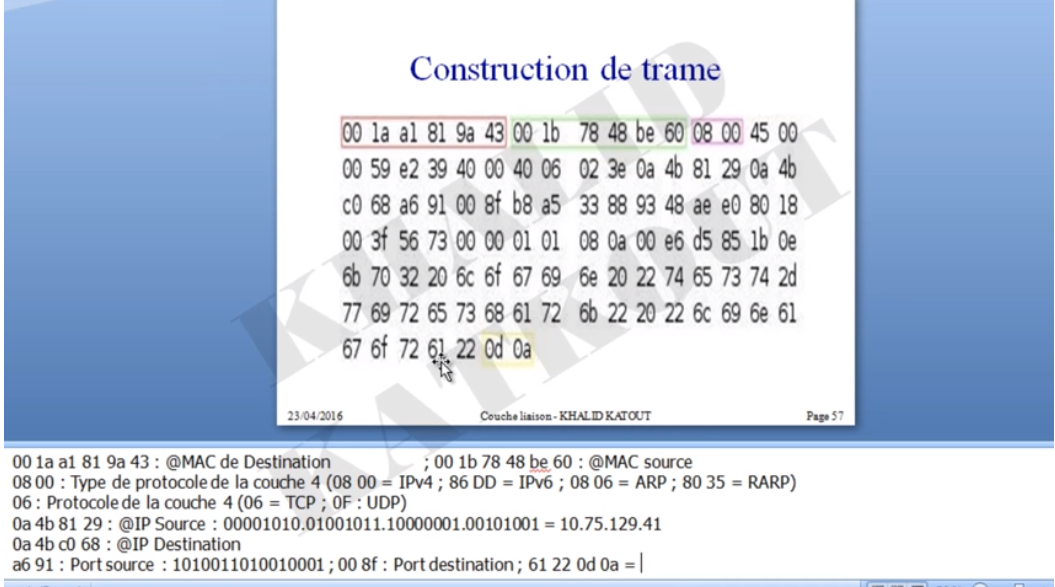 Construction de trame
00 1a a1 81 9a 43 00 1b 78 48 be 60 08 00 45 00
00 59 e2 39 40 00 40 06 02 3e 0a 4b 81 29 0a 4b
c0 68 a6 91 00 8f b8 a5 33 88 93 48 ae e0 80 18
00 3f 56 73 00 00 01 01 08 0a 00 e6 d5 85 1b 0e
6b 70 32 20 6c 6f 67 69 6e 20 22 74 65 73 74 2d
77 69 72 65 73 68 61 72 6b 22 20 22 6c 69 6e 61
67 6f 72 61 22 0d 0a
KHALID
KATKOUT
23/04/2016 Couche liaison - KHALID KATOUT Page 57
00 1a a1 81 9a 43 : @MAC de Destination ; 00 1b 78 48 be 60 : @MAC source
08 00 : Type de protocole de la couche 4 (08 00 = IPv4 ; 86 DD = IPv6 ; 08 06 = ARP ; 80 35 = RARP)
06 : Protocole de la couche 4 (06 = TCP ; 0F : UDP)
0a 4b 81 29 : @IP Source : 00001010.01001011.10000001.00101001 = 10.75.129.41
0a 4b c0 68 : @IP Destination
a6 91 : Port source : 1010011010010001 ; 00 8f : Port destination ; 61 22 0d 0a =